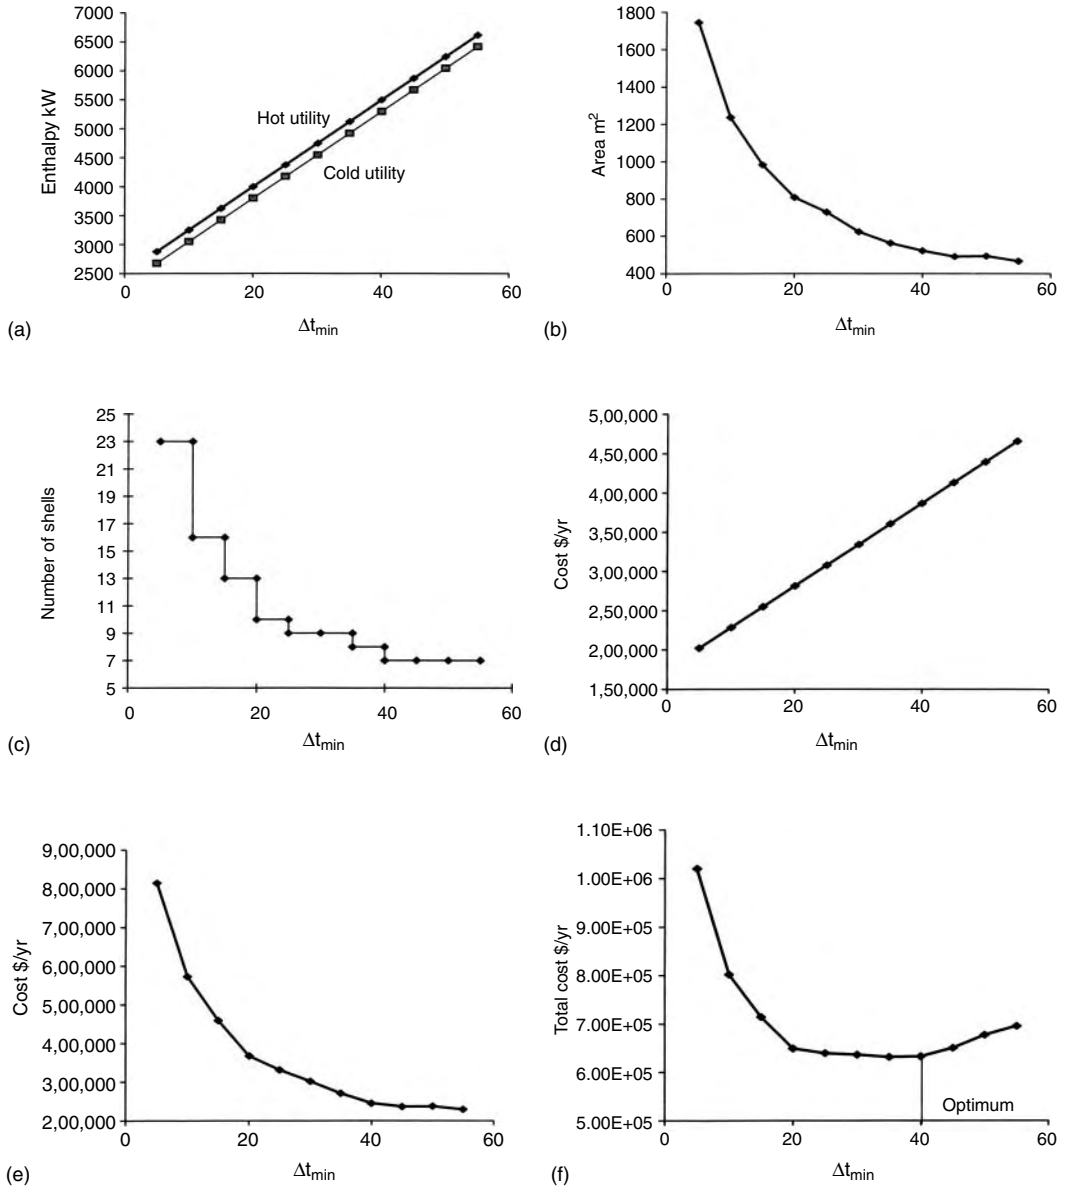 7000
6500
6000
5500
5000
4500
4000
3500
3000
2500
Enthalpy kW
Hot utility
Cold utility
0 20 40 60
Δtmin
(a)
1800
1600
1400
1200
1000
800
600
400
Area m²
0 20 40 60
Δtmin
(b)
25
23
21
19
17
15
13
11
9
7
5
Number of shells
0 20 40 60
Δtmin
(c)
5,00,000
4,50,000
4,00,000
3,50,000
3,00,000
2,50,000
2,00,000
1,50,000
Cost $/yr
0 20 40 60
Δtmin
(d)
9,00,000
8,00,000
7,00,000
6,00,000
5,00,000
4,00,000
3,00,000
2,00,000
Cost $/yr
0 20 40 60
Δtmin
(e)
1.10E+06
1.00E+06
9.00E+05
8.00E+05
7.00E+05
6.00E+05
5.00E+05
Total cost $/yr
Optimum
0 20 40 60
Δtmin
(f)